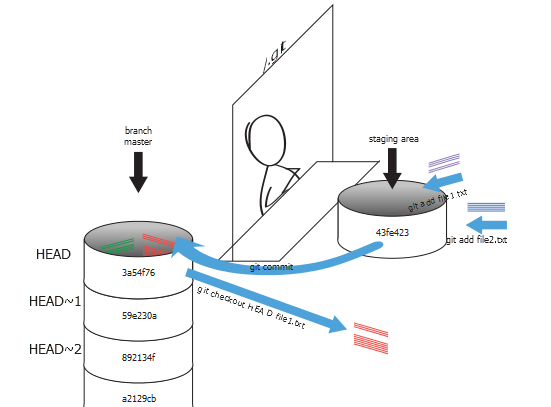 .git
branch
master
staging area
git add file1.txt
43fe423
git add file2.txt
HEAD
3a54f76
git commit
git checkout HEAD file1.txt
HEAD~1
59e230a
HEAD~2
892134f
a2129cb